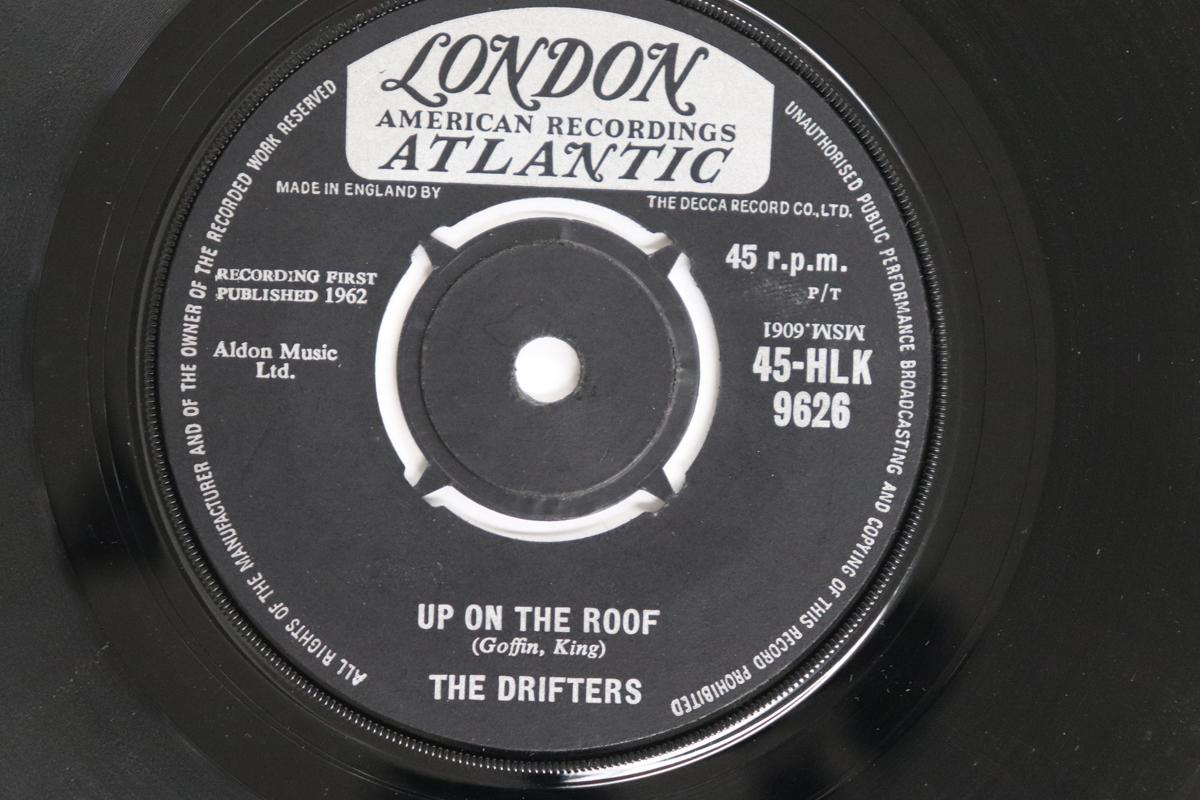 LONDON
AMERICAN RECORDINGS
ATLANTIC
MADE IN ENGLAND BY
THE DECCA RECORD CO., LTD.
ALL RIGHTS OF THE MANUFACTURER AND OF THE OWNER OF THE RECORDED WORK RESERVED
UNAUTHORISED PUBLIC PERFORMANCE BROADCASTING AND COPYING OF THIS RECORD PROHIBITED
RECORDING FIRST
PUBLISHED 1962
Aldon Music
Ltd.
45 r.p.m.
P/T
MSM.6061
45-HLK
9626
UP ON THE ROOF
(Goffin, King)
THE DRIFTERS